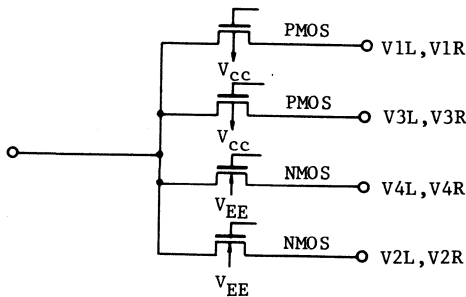 PMOS
V1L,V1R
Vcc
PMOS
V3L,V3R
Vcc
NMOS
V4L,V4R
VEE
NMOS
V2L,V2R
VEE